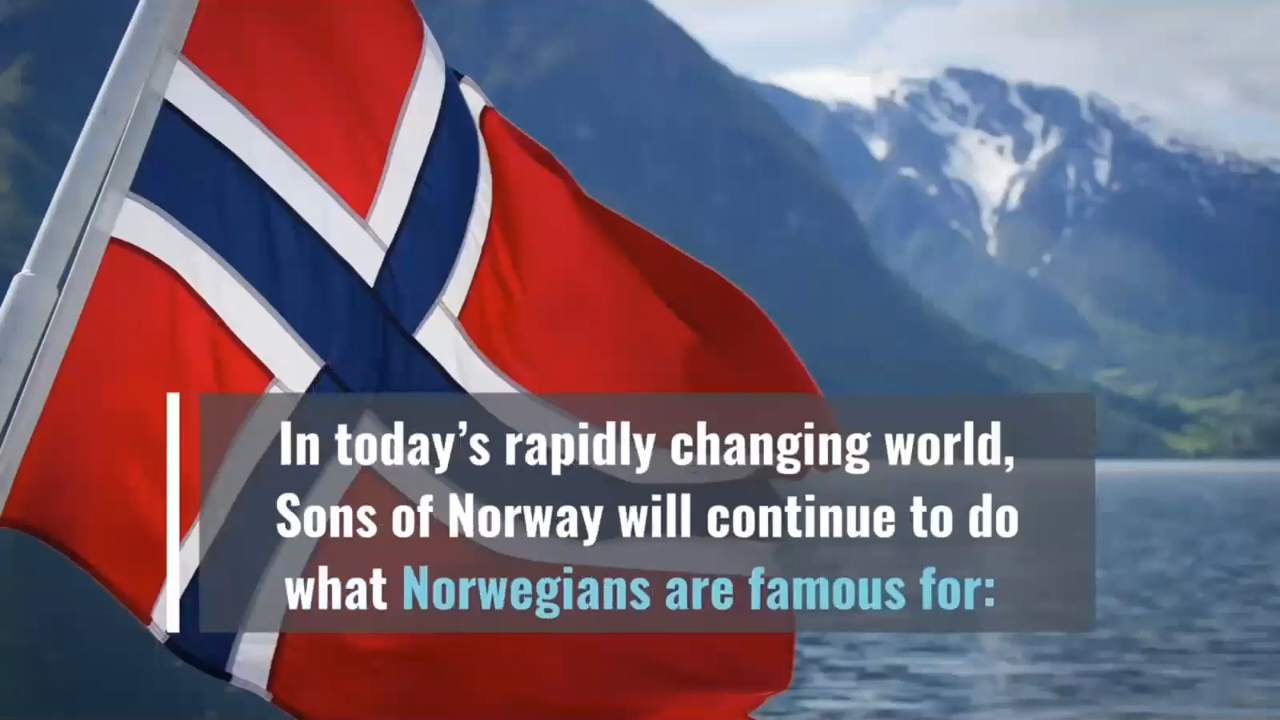 In today’s rapidly changing world,
Sons of Norway will continue to do
what Norwegians are famous for: